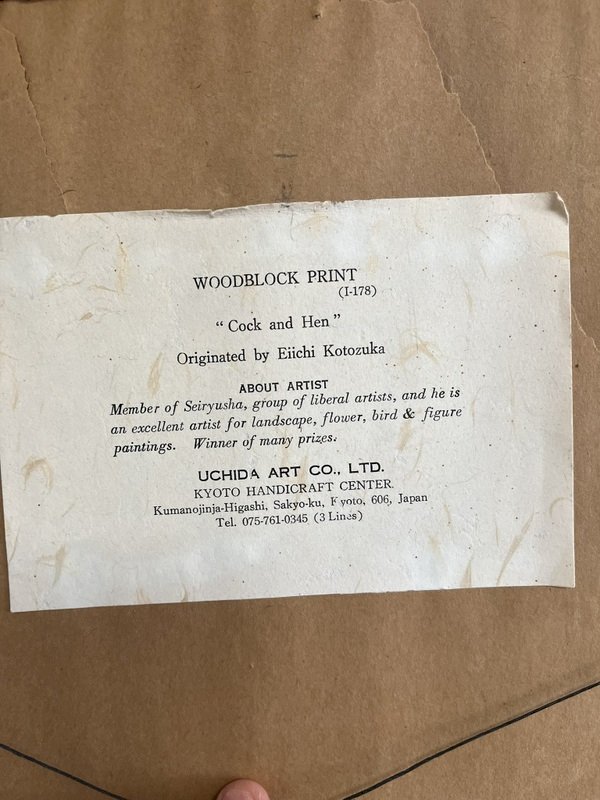 WOODBLOCK PRINT
(I-178)
“ Cock and Hen ”
Originated by Eiichi Kotozuka
ABOUT ARTIST
Member of Seiryusha, group of liberal artists, and he is
an excellent artist for landscape, flower, bird & figure
paintings. Winner of many prizes.
UCHIDA ART CO., LTD.
KYOTO HANDICRAFT CENTER.
Kumanojinja-Higashi, Sakyo-ku, Kyoto, 606, Japan
Tel. 075-761-0345 (3 Lines)